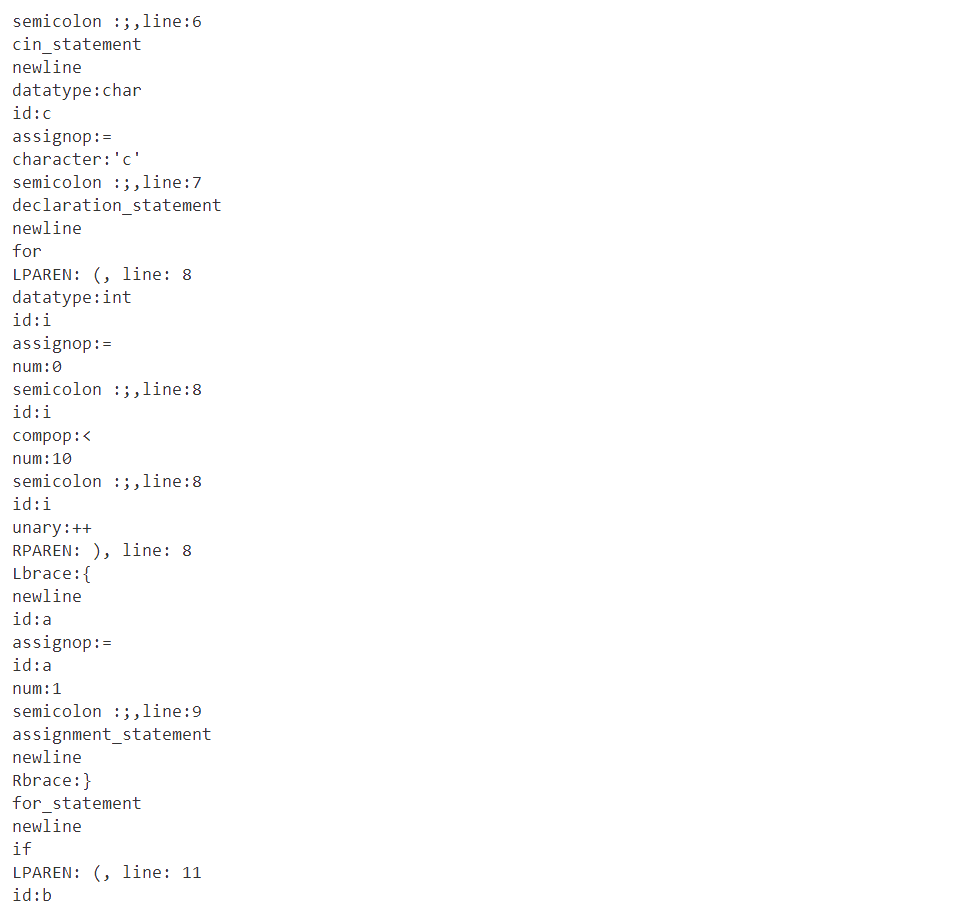 semicolon :;,line:6
cin_statement
newline
datatype:char
id:c
assignop:=
character:'c'
semicolon :;,line:7
declaration_statement
newline
for
LPAREN: (, line: 8
datatype:int
id:i
assignop:=
num:0
semicolon :;,line:8
id:i
compop:<
num:10
semicolon :;,line:8
id:i
unary:++
RPAREN: ), line: 8
Lbrace:{
newline
id:a
assignop:=
id:a
num:1
semicolon :;,line:9
assignment_statement
newline
Rbrace:}
for_statement
newline
if
LPAREN: (, line: 11
id:b